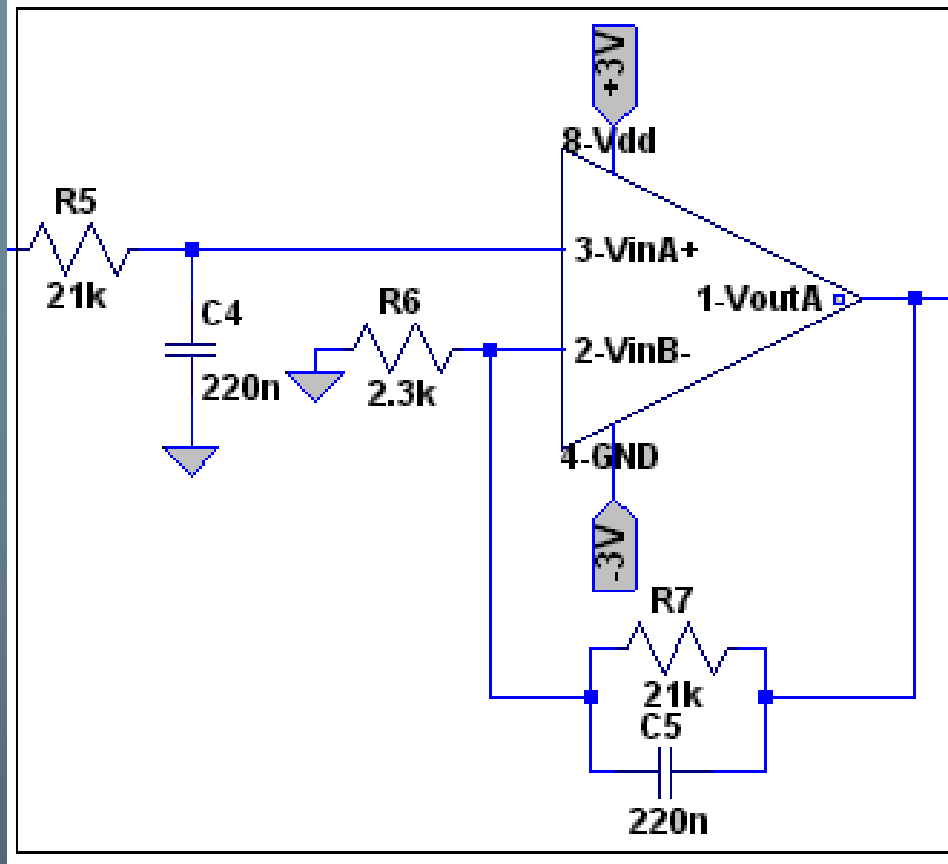 +3V
8-Vdd
R5
3-VinA+
21k
1-VoutA
C4
R6
2-VinB-
220n
2.3k
4-GND
-3V
R7
21k
C5
220n